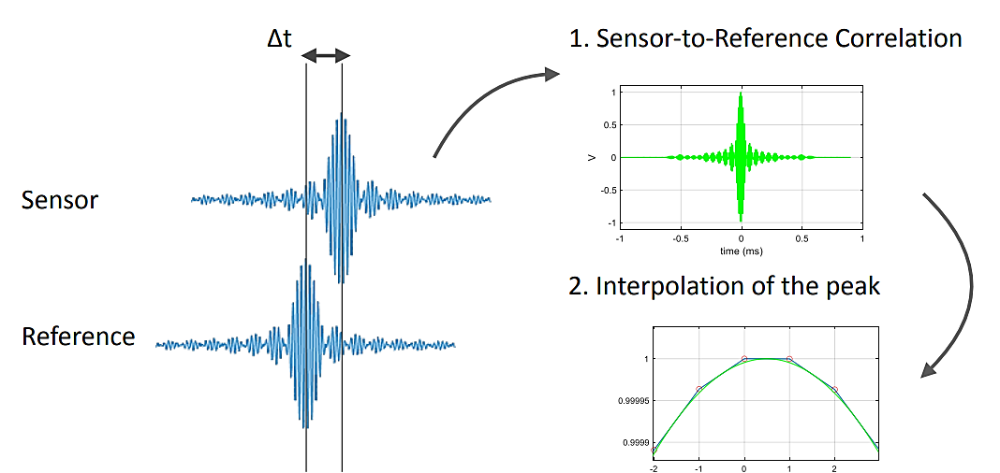 Δt
1. Sensor-to-Reference Correlation
1
0.5
V
0
-0.5
-1
-1 -0.5 0 0.5 1
time (ms)
Sensor
2. Interpolation of the peak
Reference
1
0.99995
0.9999
-2 -1 0 1 2